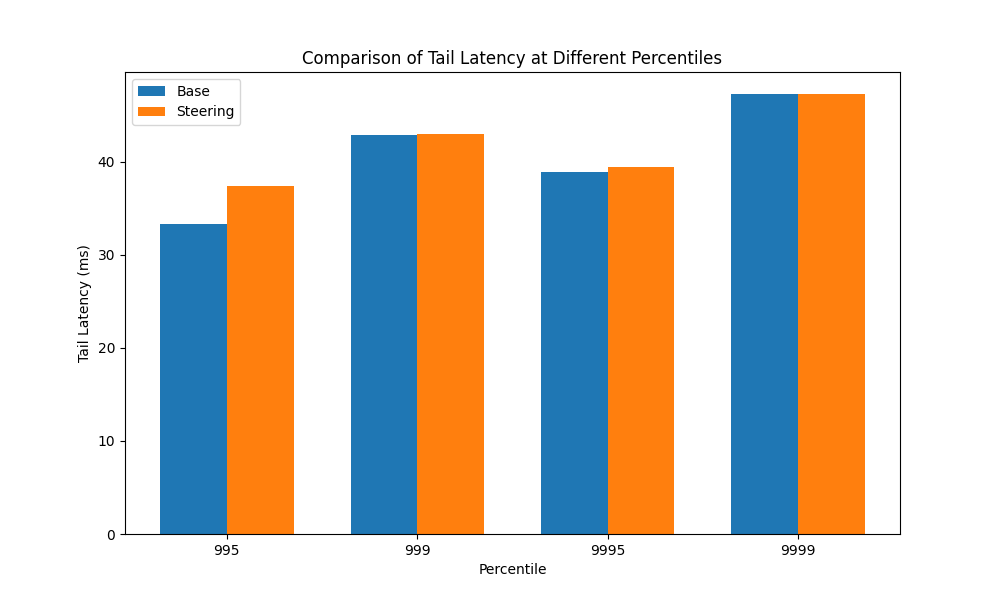 Comparison of Tail Latency at Different Percentiles
Base
Steering
Tail Latency (ms)
40
30
20
10
0
995
999
9995
9999
Percentile